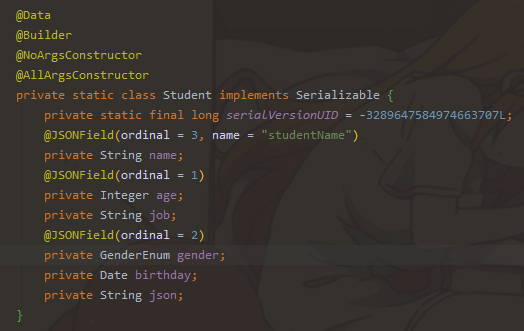 @Data
@Builder
@NoArgsConstructor
@AllArgsConstructor
private static class Student implements Serializable {
    private static final long serialVersionUID = -3289647584974663707L;
    @JSONField(ordinal = 3, name = "studentName")
    private String name;
    @JSONField(ordinal = 1)
    private Integer age;
    private String job;
    @JSONField(ordinal = 2)
    private GenderEnum gender;
    private Date birthday;
    private String json;
}